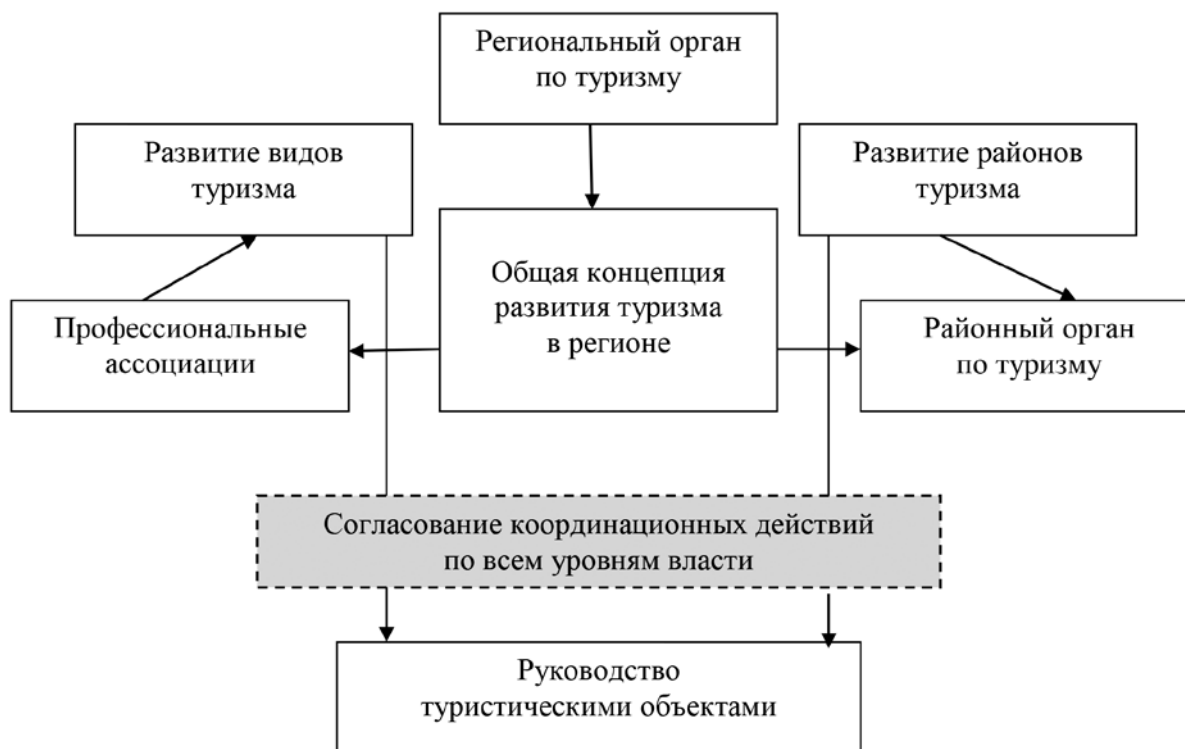 Региональный орган
по туризму
Развитие видов
туризма
Развитие районов
туризма
Общая концепция
развития туризма
в регионе
Профессиональные
ассоциации
Районный орган
по туризму
Согласование координационных действий
по всем уровням власти
Руководство
туристическими объектами